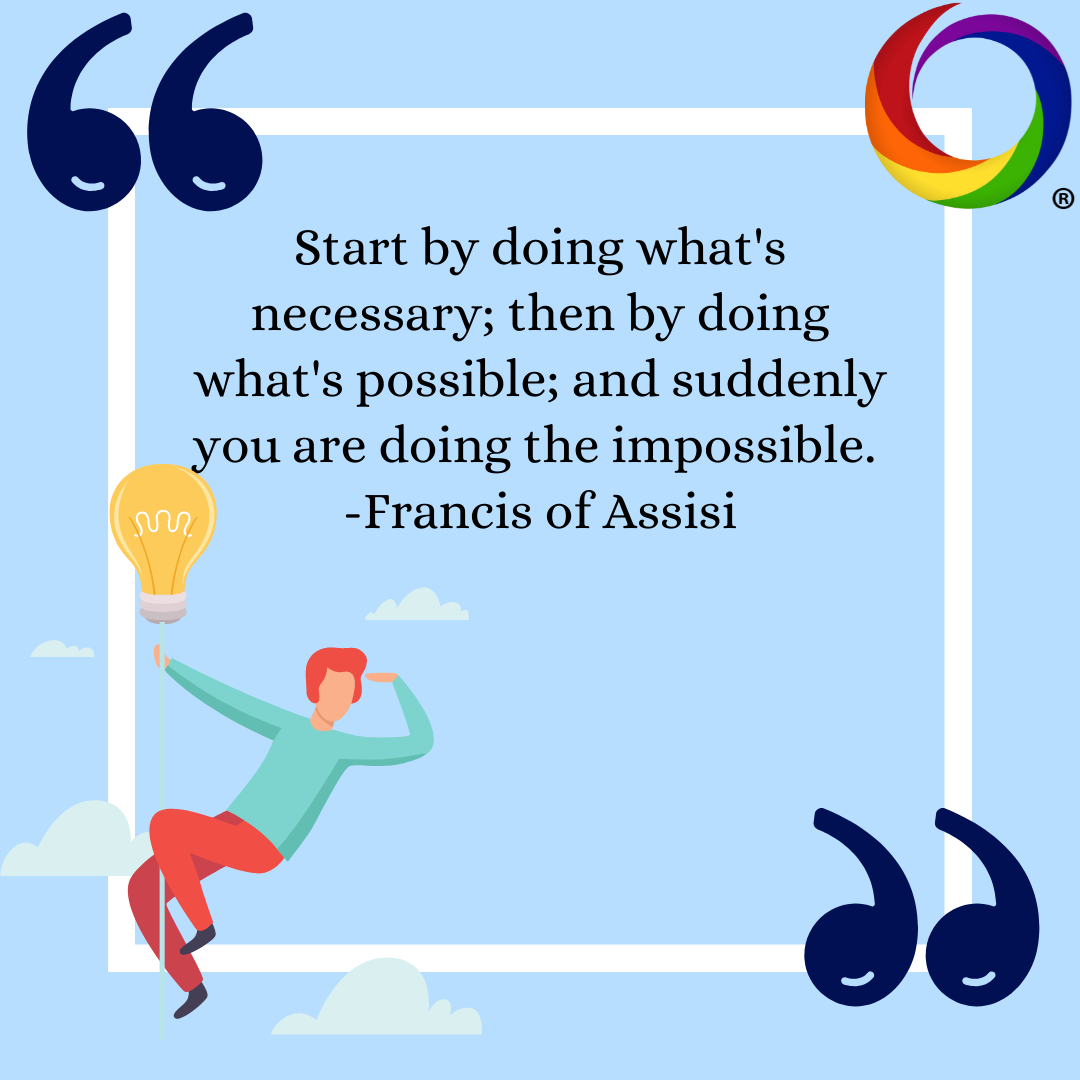 Start by doing what's
necessary; then by doing
what's possible; and suddenly
you are doing the impossible.
-Francis of Assisi
®